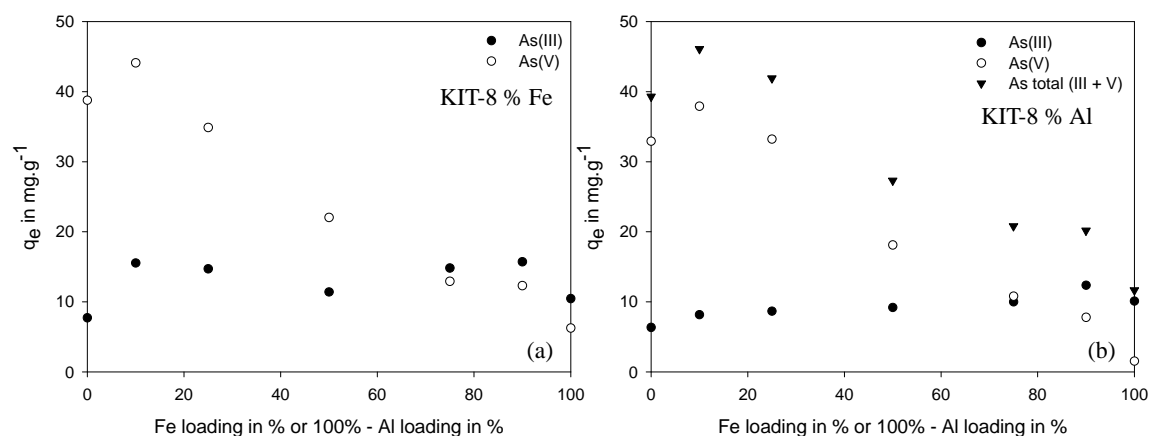 50
40
30
20
10
0
q_e in mg.g^-1
As(III)
As(V)
KIT-8 % Fe
(a)
0 20 40 60 80 100
Fe loading in % or 100% - Al loading in %
50
40
30
20
10
0
q_e in mg.g^-1
As(III)
As(V)
As total (III + V)
KIT-8 % Al
(b)
0 20 40 60 80 100
Fe loading in % or 100% - Al loading in %